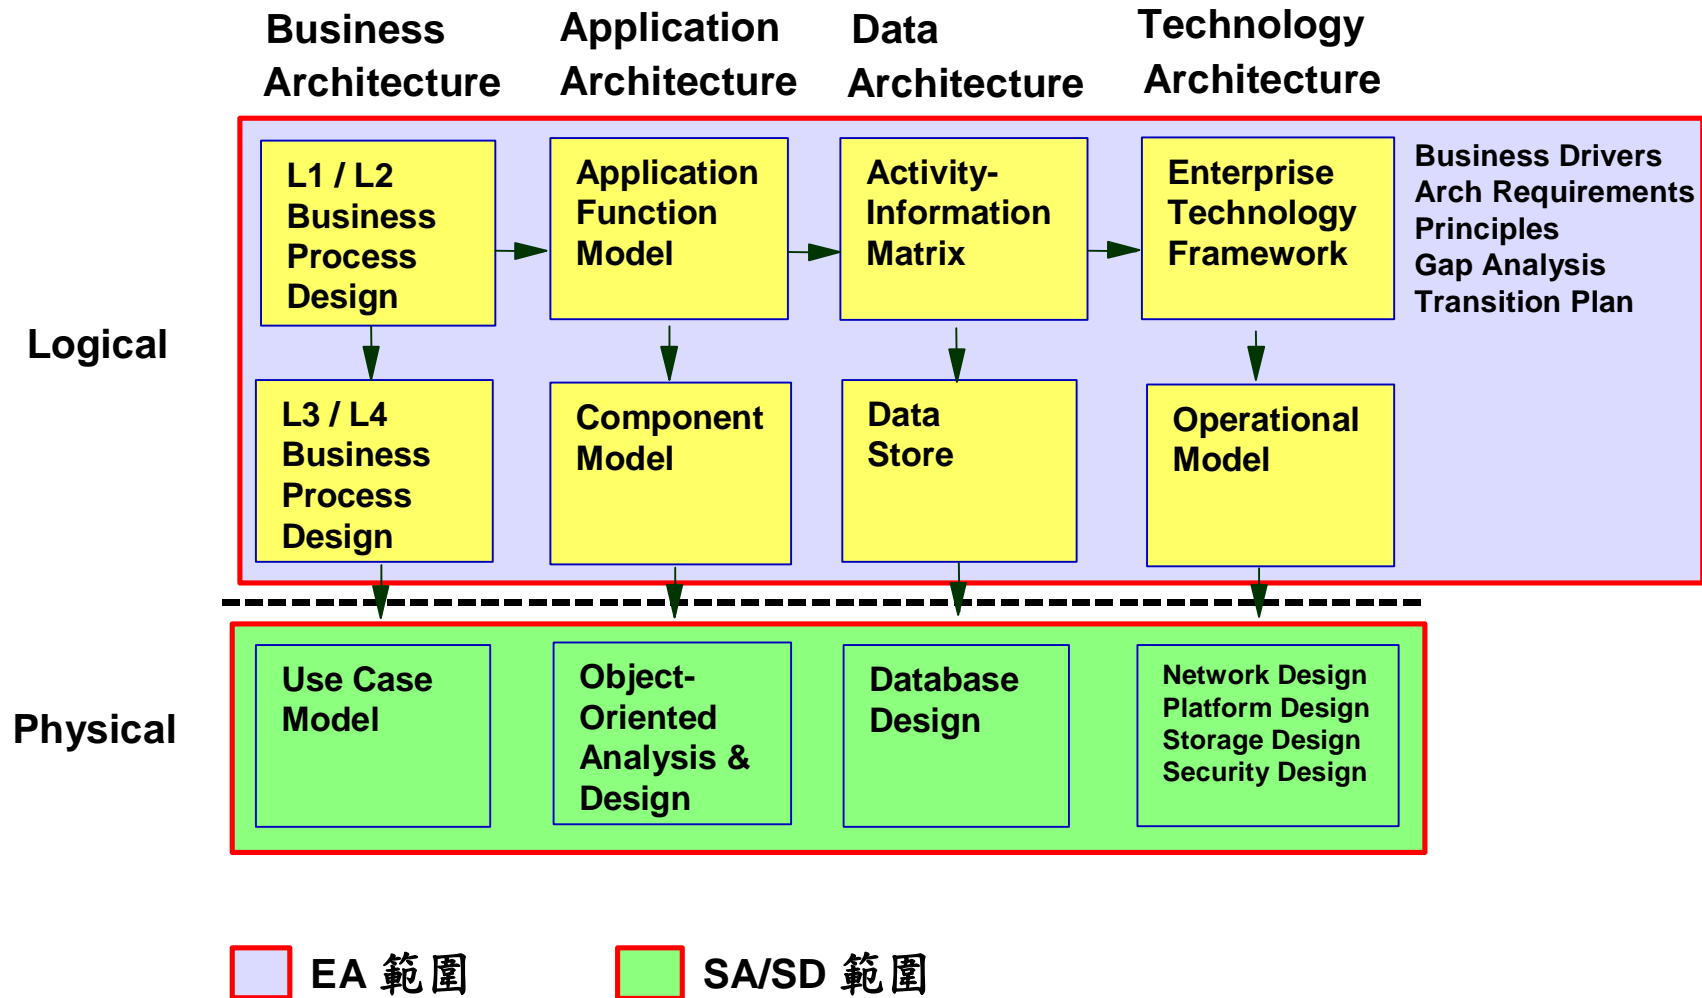 Business
Architecture
Application
Architecture
Data
Architecture
Technology
Architecture
Logical
L1 / L2
Business
Process
Design
Application
Function
Model
Activity-
Information
Matrix
Enterprise
Technology
Framework
Business Drivers
Arch Requirements
Principles
Gap Analysis
Transition Plan
L3 / L4
Business
Process
Design
Component
Model
Data
Store
Operational
Model
Physical
Use Case
Model
Object-
Oriented
Analysis &
Design
Database
Design
Network Design
Platform Design
Storage Design
Security Design
EA 範圍
SA/SD 範圍